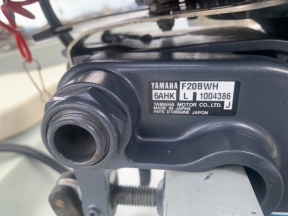 YAMAHA F20BWH
6AHK L 1004386
YAMAHA MOTOR CO., LTD. J
MADE IN JAPAN
PAYS D'ORIGINE JAPON